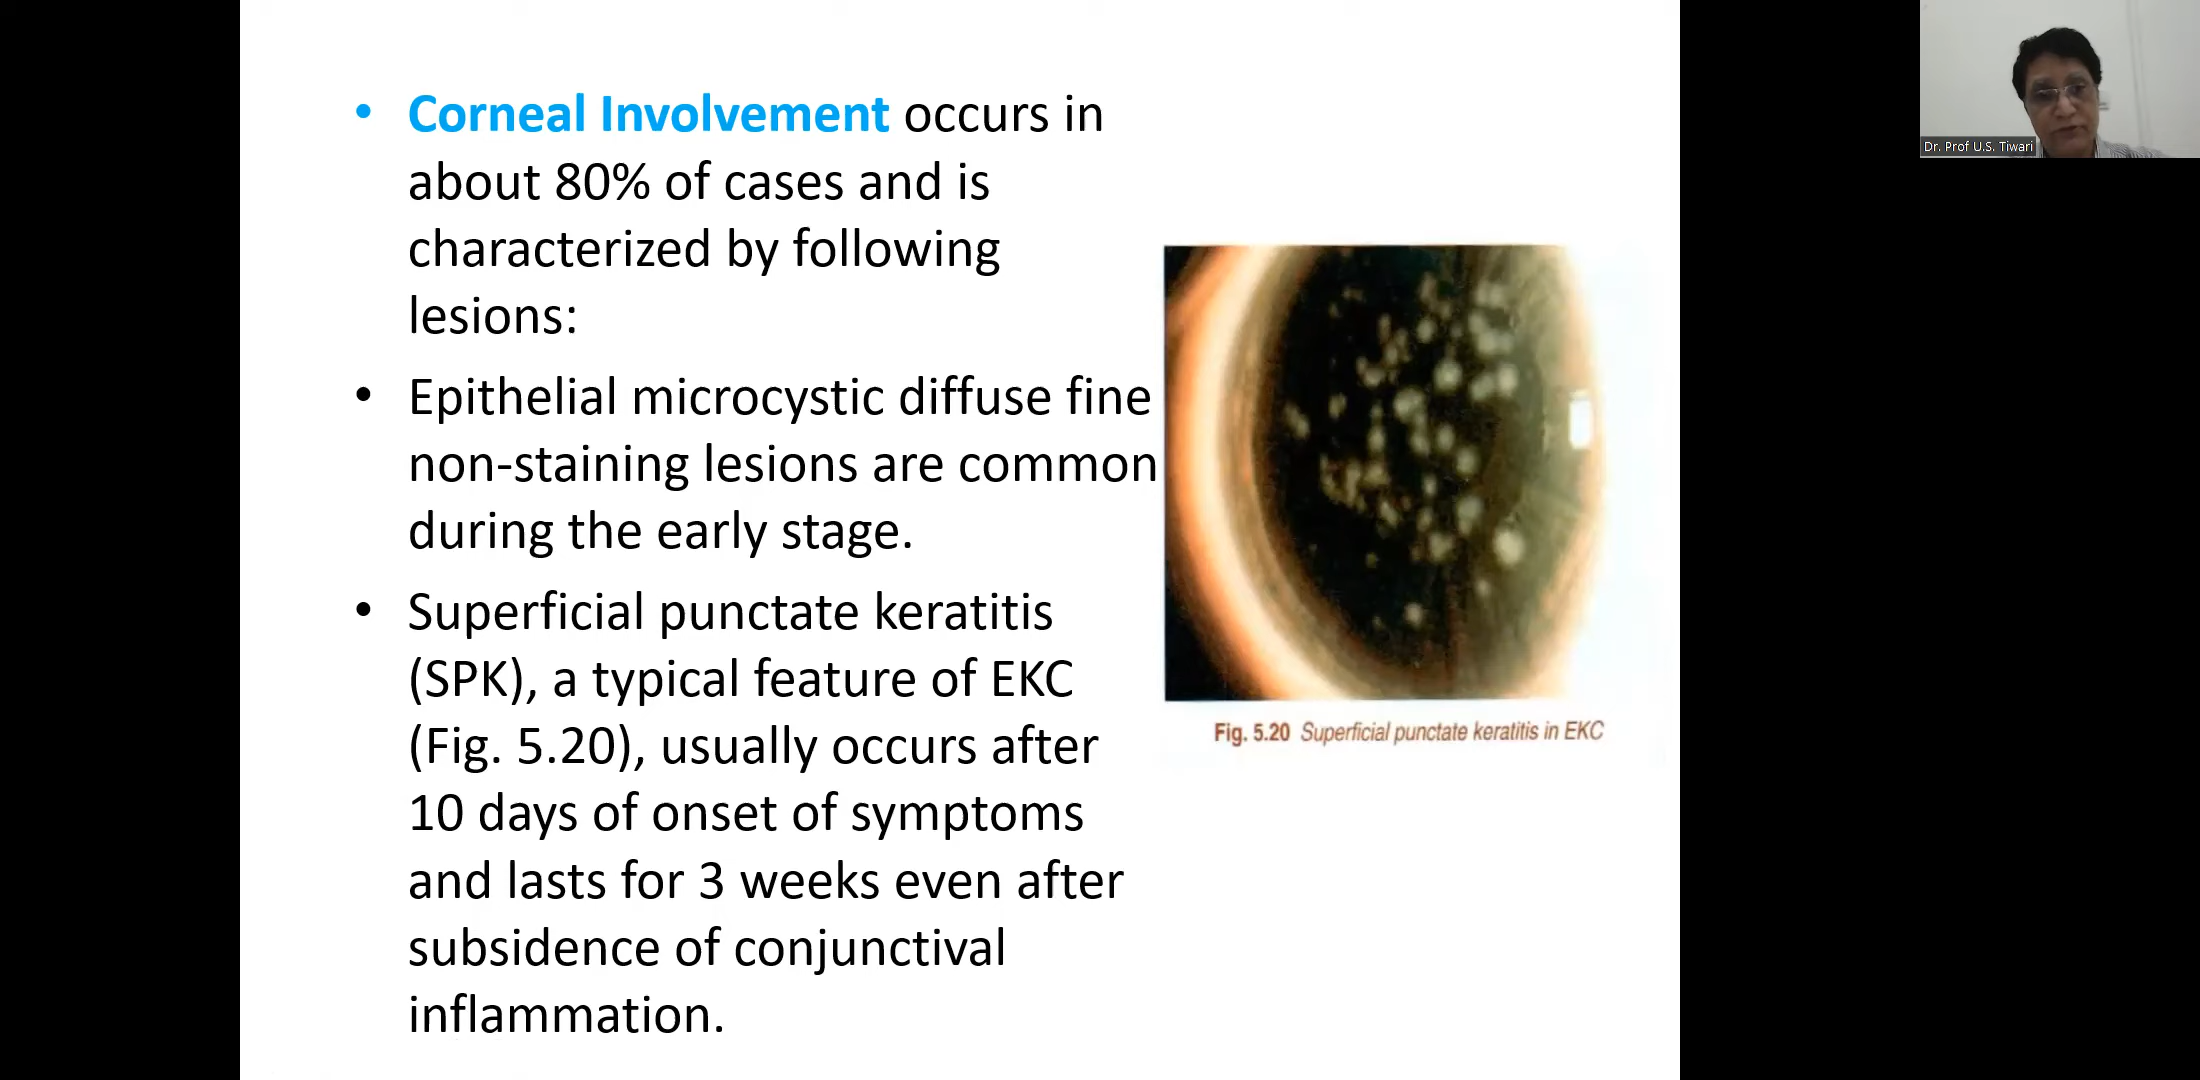 • Corneal Involvement occurs in
about 80% of cases and is
characterized by following
lesions:
• Epithelial microcystic diffuse fine
non-staining lesions are common
during the early stage.
• Superficial punctate keratitis
(SPK), a typical feature of EKC
(Fig. 5.20), usually occurs after
10 days of onset of symptoms
and lasts for 3 weeks even after
subsidence of conjunctival
inflammation.
Fig. 5.20 Superficial punctate keratitis in EKC
Dr. Prof U.S. Tiwari